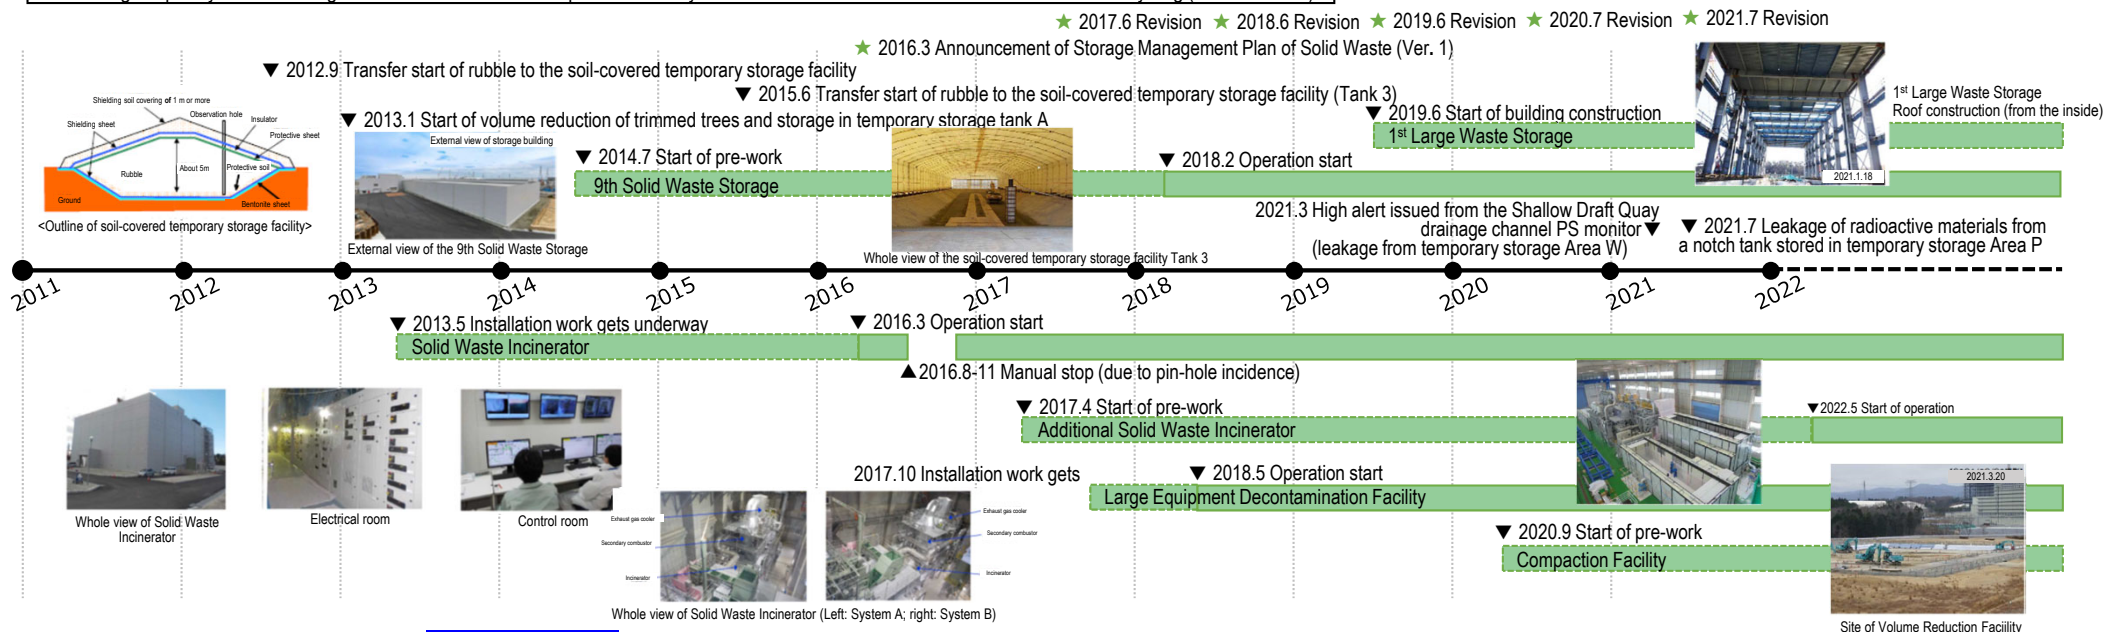 ★ 2017.6 Revision ★ 2018.6 Revision ★ 2019.6 Revision ★ 2020.7 Revision ★ 2021.7 Revision
★ 2016.3 Announcement of Storage Management Plan of Solid Waste (Ver. 1)
▼ 2012.9 Transfer start of rubble to the soil-covered temporary storage facility
▼ 2015.6 Transfer start of rubble to the soil-covered temporary storage facility (Tank 3)
▼ 2013.1 Start of volume reduction of trimmed trees and storage in temporary storage tank A
▼ 2019.6 Start of building construction
1st Large Waste Storage
1st Large Waste Storage
Roof construction (from the inside)
2021.1.18
Shielding soil covering of 1 m or more
Observation hole
Shielding sheet
Insulator
Protective sheet
About 5m
Protective soil
Rubble
Ground
Bentonite sheet
<Outline of soil-covered temporary storage facility>
External view of storage building
External view of the 9th Solid Waste Storage
▼ 2014.7 Start of pre-work
9th Solid Waste Storage
▼ 2018.2 Operation start
Whole view of the soil-covered temporary storage facility Tank 3
2021.3 High alert issued from the Shallow Draft Quay
drainage channel PS monitor ▼
(leakage from temporary storage Area W)
▼ 2021.7 Leakage of radioactive materials from
a notch tank stored in temporary storage Area P
2011 2012 2013 2014 2015 2016 2017 2018 2019 2020 2021 2022
▼ 2013.5 Installation work gets underway
Solid Waste Incinerator
▼ 2016.3 Operation start
▲ 2016.8-11 Manual stop (due to pin-hole incidence)
▼ 2017.4 Start of pre-work
Additional Solid Waste Incinerator
▼ 2022.5 Start of operation
2017.10 Installation work gets
▼ 2018.5 Operation start
Large Equipment Decontamination Facility
▼ 2020.9 Start of pre-work
Compaction Facility
2021.3.20
Site of Volume Reduction Faciility
Whole view of Solid Waste
Incinerator
Electrical room
Control room
Exhaust gas cooler
Secondary combustor
Incinerator
Exhaust gas cooler
Secondary combustor
Incinerator
Whole view of Solid Waste Incinerator (Left: System A; right: System B)